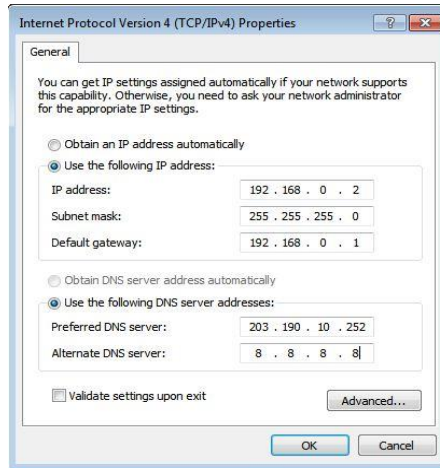 Internet Protocol Version 4 (TCP/IPv4) Properties
General
You can get IP settings assigned automatically if your network supports
this capability. Otherwise, you need to ask your network administrator
for the appropriate IP settings.
Obtain an IP address automatically
Use the following IP address:
IP address: 192 . 168 . 0 . 2
Subnet mask: 255 . 255 . 255 . 0
Default gateway: 192 . 168 . 0 . 1
Obtain DNS server address automatically
Use the following DNS server addresses:
Preferred DNS server: 203 . 190 . 10 . 252
Alternate DNS server: 8 . 8 . 8 . 8
Validate settings upon exit
Advanced...
OK Cancel